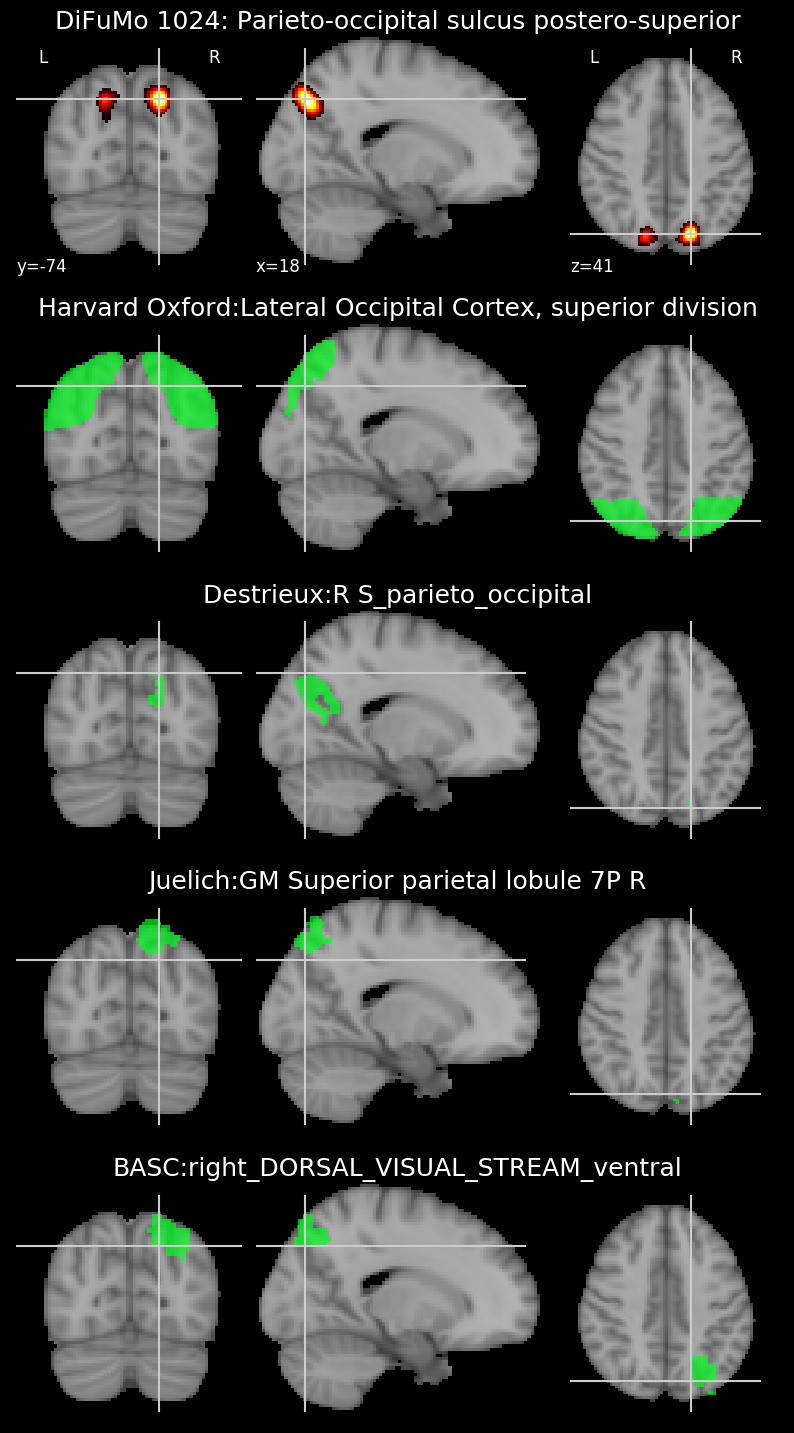 DiFuMo 1024: Parieto-occipital sulcus postero-superior
L R L R
y=-74 x=18 z=41
Harvard Oxford:Lateral Occipital Cortex, superior division
Destrieux:R S_parieto_occipital
Juelich:GM Superior parietal lobule 7P R
BASC:right_DORSAL_VISUAL_STREAM_ventral